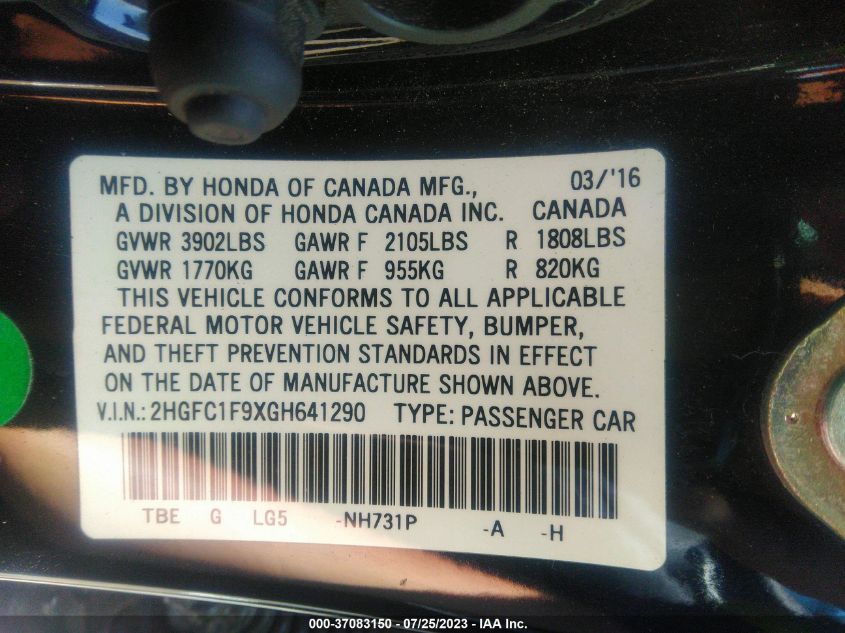 MFD. BY HONDA OF CANADA MFG., 03/'16
A DIVISION OF HONDA CANADA INC. CANADA
GVWR 3902LBS GAWR F 2105LBS R 1808LBS
GVWR 1770KG GAWR F 955KG R 820KG
THIS VEHICLE CONFORMS TO ALL APPLICABLE
FEDERAL MOTOR VEHICLE SAFETY, BUMPER,
AND THEFT PREVENTION STANDARDS IN EFFECT
ON THE DATE OF MANUFACTURE SHOWN ABOVE.
V.I.N.: 2HGFC1F9XGH641290 TYPE: PASSENGER CAR
TBE G LG5 -NH731P -A -H
000-37083150 - 07/25/2023 - IAA Inc.